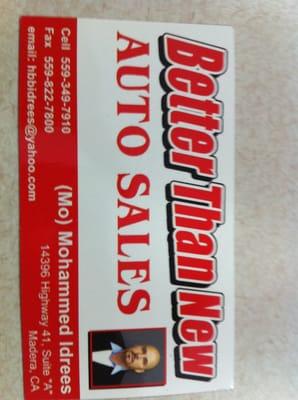 Better Than New
AUTO SALES
(Mo) Mohammed Idrees
Cell 559-349-7910
14396 Highway 41, Suite "A"
Fax 559-822-7800
Madera, CA
email: hbbidrees@yahoo.com